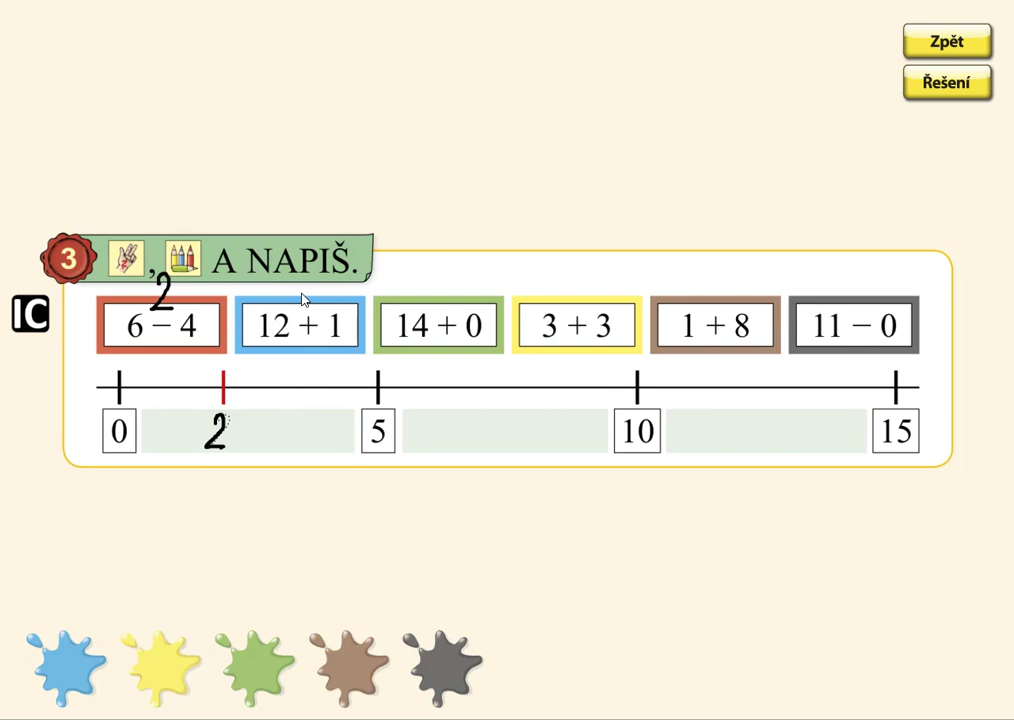 Zpět
Řešení
3 , A NAPIŠ.
2
IC
6 − 4 12 + 1 14 + 0 3 + 3 1 + 8 11 − 0
0 2 5 10 15